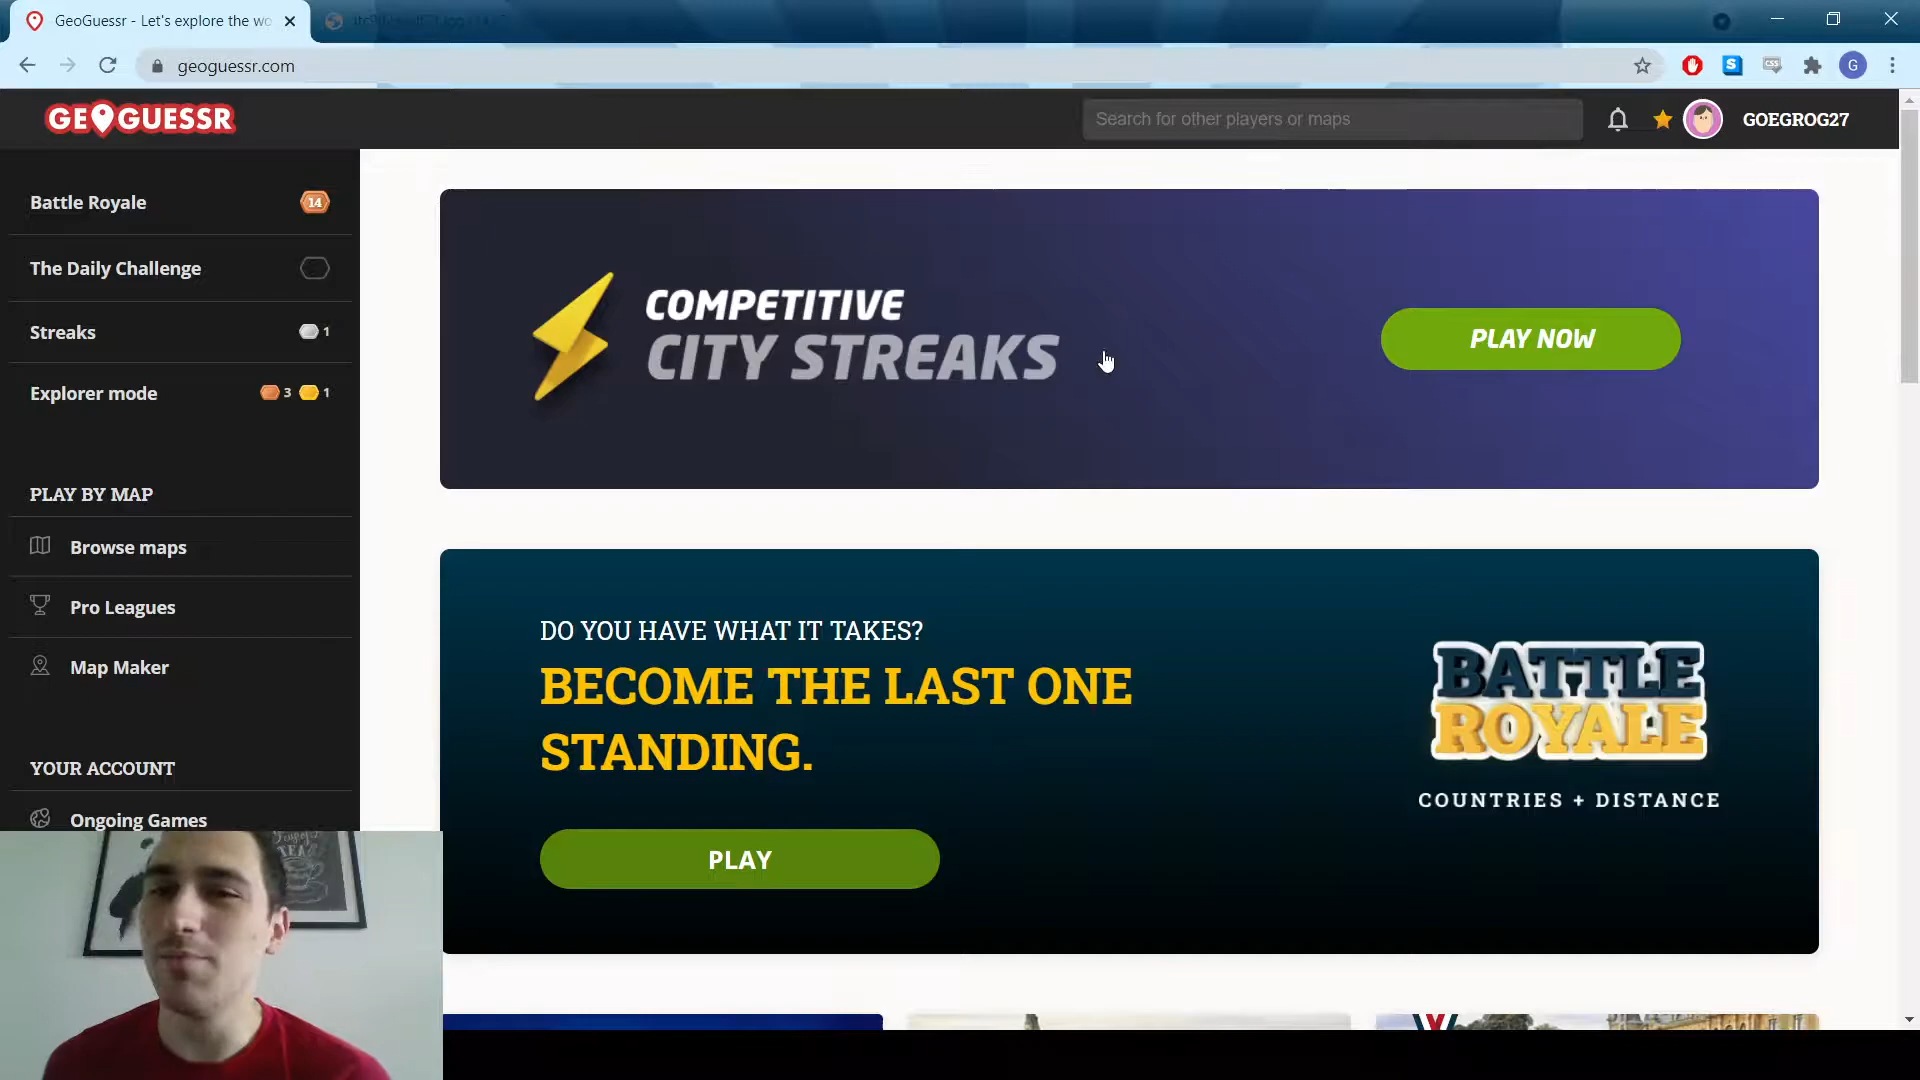 GeoGuessr - Let's explore the wo
geoguessr.com
S
CSS
G
GEOGUESSR
Search for other players or maps
GOEGROG27
Battle Royale
14
The Daily Challenge
Streaks
1
Explorer mode
3
1
PLAY BY MAP
Browse maps
Pro Leagues
Map Maker
YOUR ACCOUNT
Ongoing Games
COMPETITIVE
CITY STREAKS
PLAY NOW
DO YOU HAVE WHAT IT TAKES?
BECOME THE LAST ONE
STANDING.
PLAY
BATTLE
ROYALE
COUNTRIES + DISTANCE
TEA